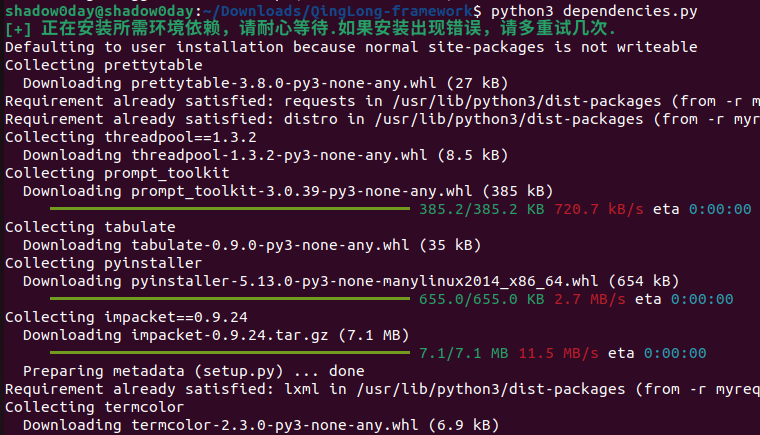 shadow0day@shadow0day:~/Downloads/QingLong-framework$ python3 dependencies.py
[+] 正在安装所需环境依赖，请耐心等待.如果安装出现错误，请多重试几次.
Defaulting to user installation because normal site-packages is not writeable
Collecting prettytable
  Downloading prettytable-3.8.0-py3-none-any.whl (27 kB)
Requirement already satisfied: requests in /usr/lib/python3/dist-packages (from -r m
Requirement already satisfied: distro in /usr/lib/python3/dist-packages (from -r myre
Collecting threadpool==1.3.2
  Downloading threadpool-1.3.2-py3-none-any.whl (8.5 kB)
Collecting prompt_toolkit
  Downloading prompt_toolkit-3.0.39-py3-none-any.whl (385 kB)
385.2/385.2 KB 720.7 kB/s eta 0:00:00
Collecting tabulate
  Downloading tabulate-0.9.0-py3-none-any.whl (35 kB)
Collecting pyinstaller
  Downloading pyinstaller-5.13.0-py3-none-manylinux2014_x86_64.whl (654 kB)
655.0/655.0 KB 2.7 MB/s eta 0:00:00
Collecting impacket==0.9.24
  Downloading impacket-0.9.24.tar.gz (7.1 MB)
7.1/7.1 MB 11.5 MB/s eta 0:00:00
  Preparing metadata (setup.py) ... done
Requirement already satisfied: lxml in /usr/lib/python3/dist-packages (from -r myreq
Collecting termcolor
  Downloading termcolor-2.3.0-py3-none-any.whl (6.9 kB)